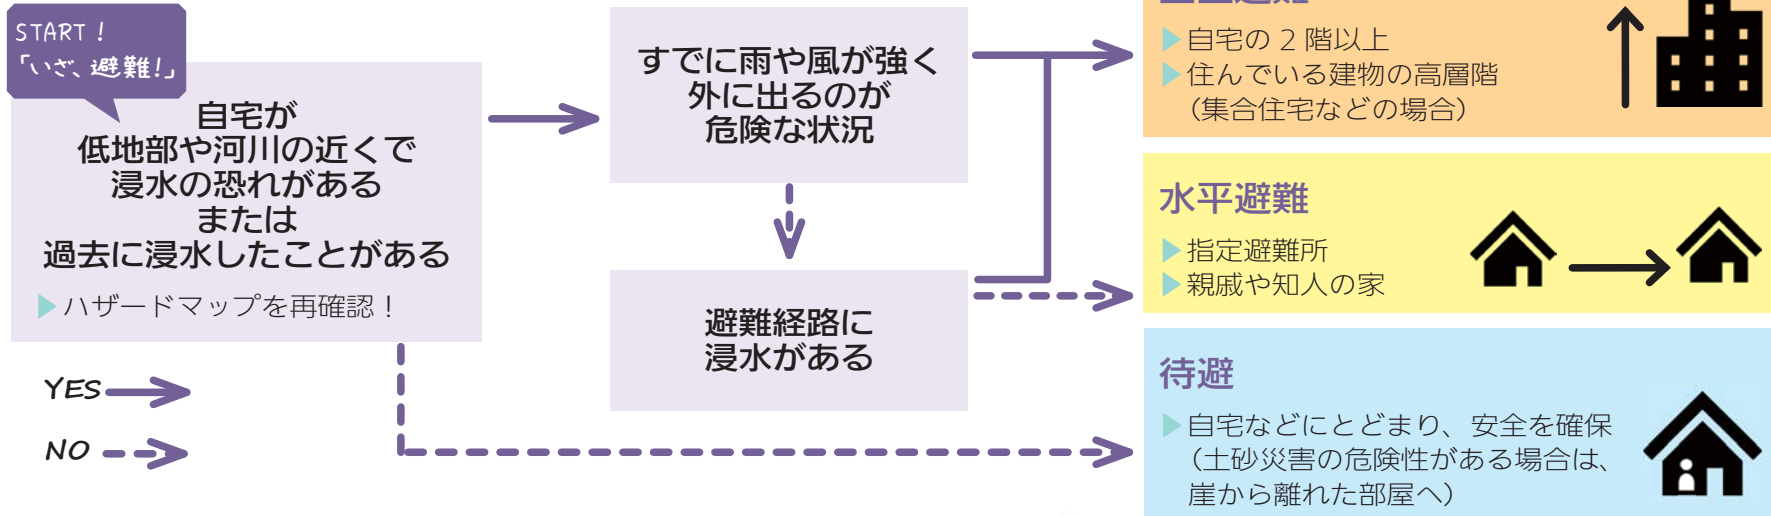 START！
「いざ、避難！」
自宅が
低地部や河川の近くで
浸水の恐れがある
または
過去に浸水したことがある
▶ハザードマップを再確認！
YES
NO
すでに雨や風が強く
外に出るのが
危険な状況
避難経路に
浸水がある
▶自宅の2階以上
▶住んでいる建物の高層階
（集合住宅などの場合）
水平避難
▶指定避難所
▶親戚や知人の家
待避
▶自宅などにとどまり、安全を確保
（土砂災害の危険性がある場合は、
崖から離れた部屋へ）